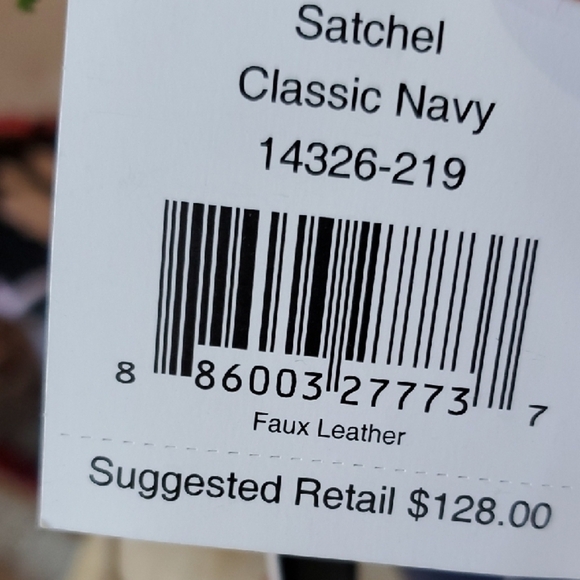 Satchel
Classic Navy
14326-219
8 86003 27773 7
Faux Leather
Suggested Retail $128.00